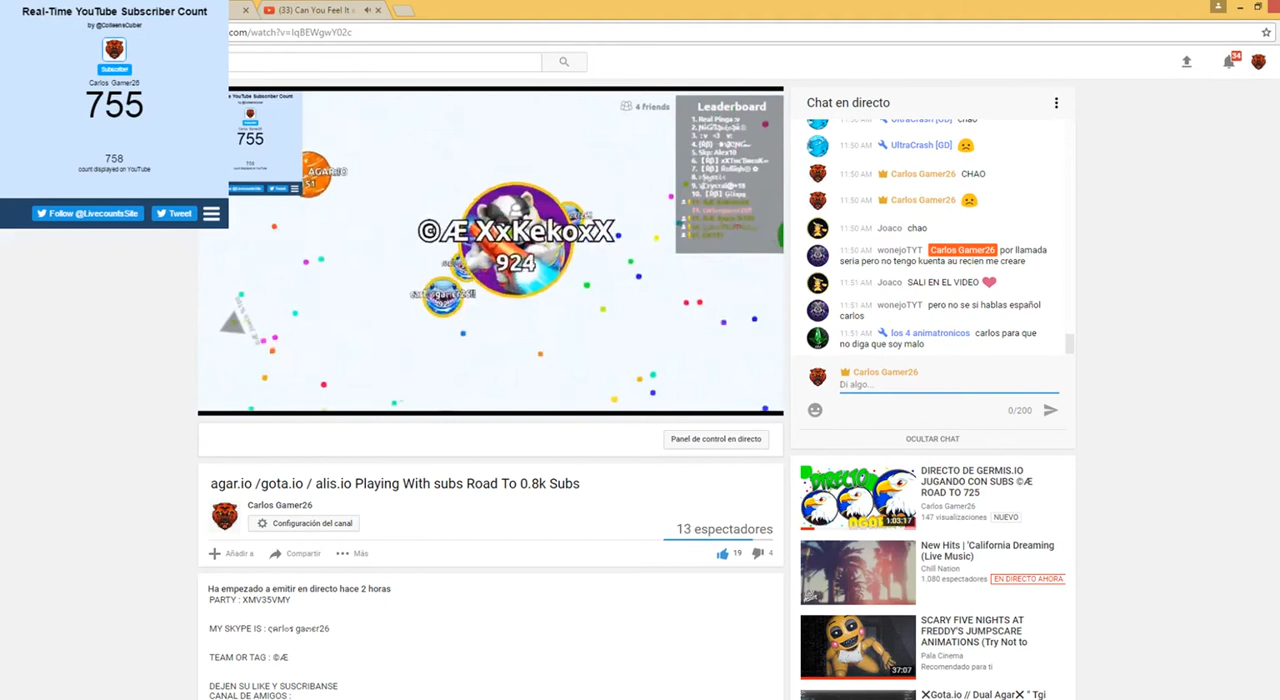 Real-Time YouTube Subscriber Count
by @ColleensCuber
Subscribe!
Carlos Gamer26
755
758
count displayed on YouTube
Follow @LivecountsSite
Tweet
(33) Can You Feel It
com/watch?v=IqBEWgwY02c
34
755
4 friends
Leaderboard
1. Real Pinga :v
©Æ XxKekoxX
924
Chat en directo
UltraCrash [GD] chao
11:50 AM UltraCrash [GD]
11:50 AM Carlos Gamer26 CHAO
11:50 AM Carlos Gamer26
11:50 AM Joaco chao
11:50 AM wonejoTYT Carlos Gamer26 por llamada
seria pero no tengo kuenta au recien me creare
11:51 AM Joaco SALI EN EL VIDEO
11:51 AM wonejoTYT pero no se si hablas español
carlos
11:51 AM los 4 animatronicos carlos para que
no diga que soy malo
Carlos Gamer26
Di algo...
0/200
OCULTAR CHAT
Panel de control en directo
agar.io /gota.io / alis.io Playing With subs Road To 0.8k Subs
Carlos Gamer26
Configuración del canal
13 espectadores
Añadir a
Compartir
Más
19
4
Ha empezado a emitir en directo hace 2 horas
PARTY : XMV35VMY
MY SKYPE IS : çarlos gamer26
TEAM OR TAG : ©Æ
DEJEN SU LIKE Y SUSCRIBANSE
CANAL DE AMIGOS :
DIRECTO DE GERMIS.IO
JUGANDO CON SUBS ©Æ
ROAD TO 725
Carlos Gamer26
147 visualizaciones NUEVO
1:03:17
New Hits | 'California Dreaming
(Live Music)
Chill Nation
1.080 espectadores EN DIRECTO AHORA
SCARY FIVE NIGHTS AT
FREDDY'S JUMPSCARE
ANIMATIONS (Try Not to
Pala Cinema
Recomendado para ti
37:07
❌Gota.io // Dual Agar❌ " Tgi